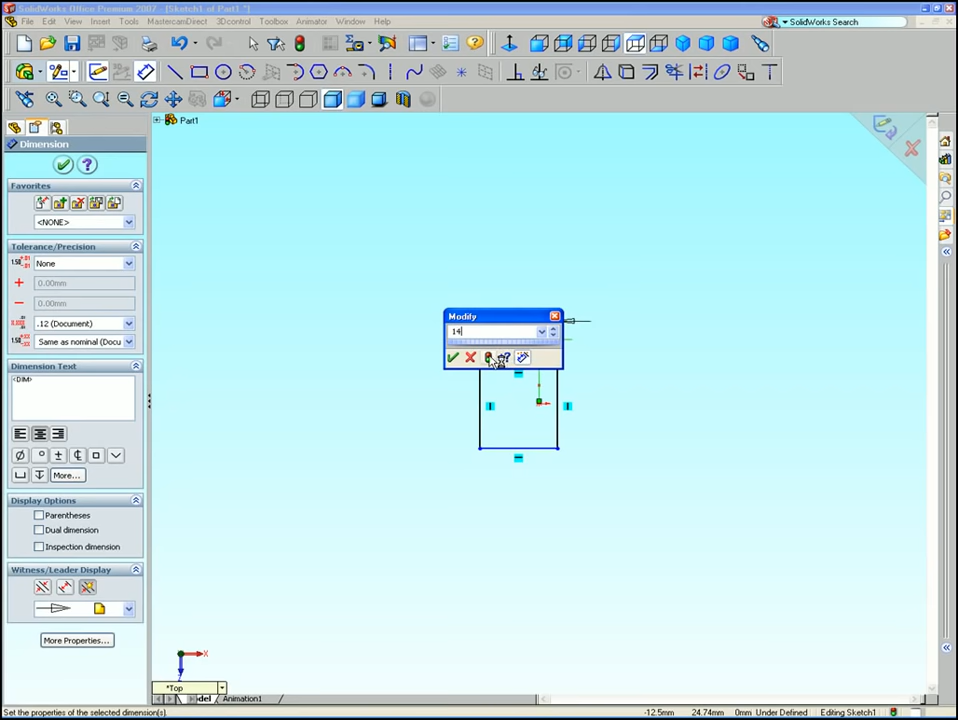 SolidWorks Office Premium 2007 - [Sketch1 of Part1 *]
File Edit View Insert Tools MastercamDirect 3Dcontrol Toolbox Animator Window Help
SolidWorks Search
Part1
Dimension
Favorites
<NONE>
Tolerance/Precision
None
0.00mm
0.00mm
.12 (Document)
Same as nominal (Docu
Dimension Text
<DIM>
More...
Display Options
Parentheses
Dual dimension
Inspection dimension
Witness/Leader Display
More Properties...
Modify
14
X
*Top
Animation1
Set the properties of the selected dimension(s).
-12.5mm 24.74mm 0mm Under Defined Editing Sketch1